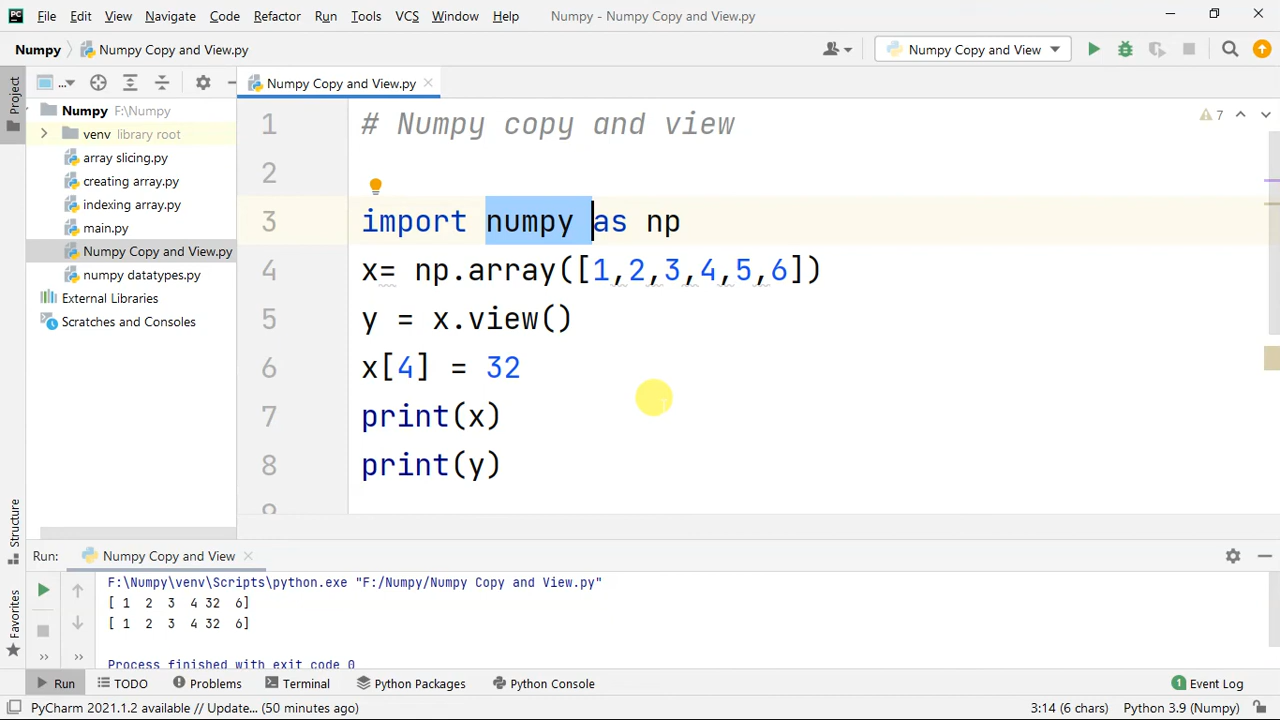 PC File Edit View Navigate Code Refactor Run Tools VCS Window Help Numpy - Numpy Copy and View.py
Numpy Numpy Copy and View.py Numpy Copy and View
Project
... Numpy Copy and View.py
Numpy F:\Numpy
venv library root
array slicing.py
creating array.py
indexing array.py
main.py
Numpy Copy and View.py
numpy datatypes.py
External Libraries
Scratches and Consoles
7
1 # Numpy copy and view
2
3 import numpy as np
4 x= np.array([1,2,3,4,5,6])
5 y = x.view()
6 x[4] = 32
7 print(x)
8 print(y)
9
Structure
Favorites
Run: Numpy Copy and View
F:\Numpy\venv\Scripts\python.exe "F:/Numpy/Numpy Copy and View.py"
[ 1 2 3 4 32 6]
[ 1 2 3 4 32 6]
Process finished with exit code 0
Run TODO Problems Terminal Python Packages Python Console 1 Event Log
PyCharm 2021.1.2 available // Update... (50 minutes ago) 3:14 (6 chars) Python 3.9 (Numpy)